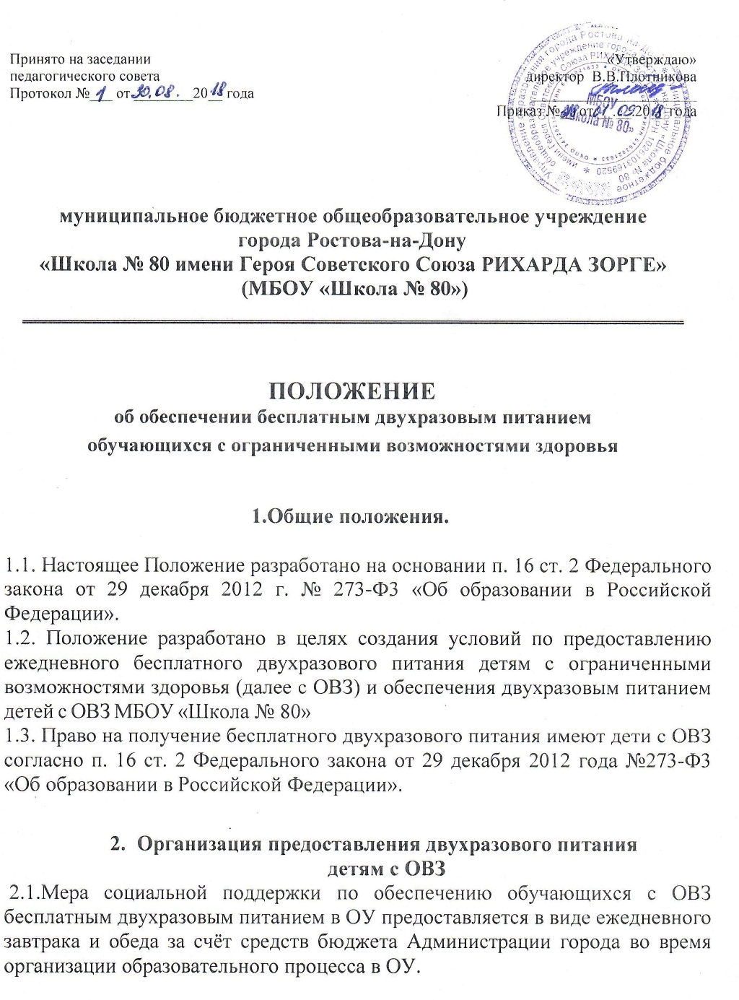 Принято на заседании
педагогического совета
Протокол № 1 от 30.08. 2018 года
«Утверждаю»
директор В.В.Плотникова
Приказ № от 01.09.2018 года
МБОУ
«Школа № 80»
муниципальное бюджетное общеобразовательное учреждение
города Ростова-на-Дону
«Школа № 80 имени Героя Советского Союза РИХАРДА ЗОРГЕ»
(МБОУ «Школа № 80»)
ПОЛОЖЕНИЕ
об обеспечении бесплатным двухразовым питанием
обучающихся с ограниченными возможностями здоровья
1.Общие положения.
1.1. Настоящее Положение разработано на основании п. 16 ст. 2 Федерального
закона от 29 декабря 2012 г. № 273-ФЗ «Об образовании в Российской
Федерации».
1.2. Положение разработано в целях создания условий по предоставлению
ежедневного бесплатного двухразового питания детям с ограниченными
возможностями здоровья (далее с ОВЗ) и обеспечения двухразовым питанием
детей с ОВЗ МБОУ «Школа № 80»
1.3. Право на получение бесплатного двухразового питания имеют дети с ОВЗ
согласно п. 16 ст. 2 Федерального закона от 29 декабря 2012 года №273-ФЗ
«Об образовании в Российской Федерации».
2. Организация предоставления двухразового питания
детям с ОВЗ
2.1.Мера социальной поддержки по обеспечению обучающихся с ОВЗ
бесплатным двухразовым питанием в ОУ предоставляется в виде ежедневного
завтрака и обеда за счёт средств бюджета Администрации города во время
организации образовательного процесса в ОУ.